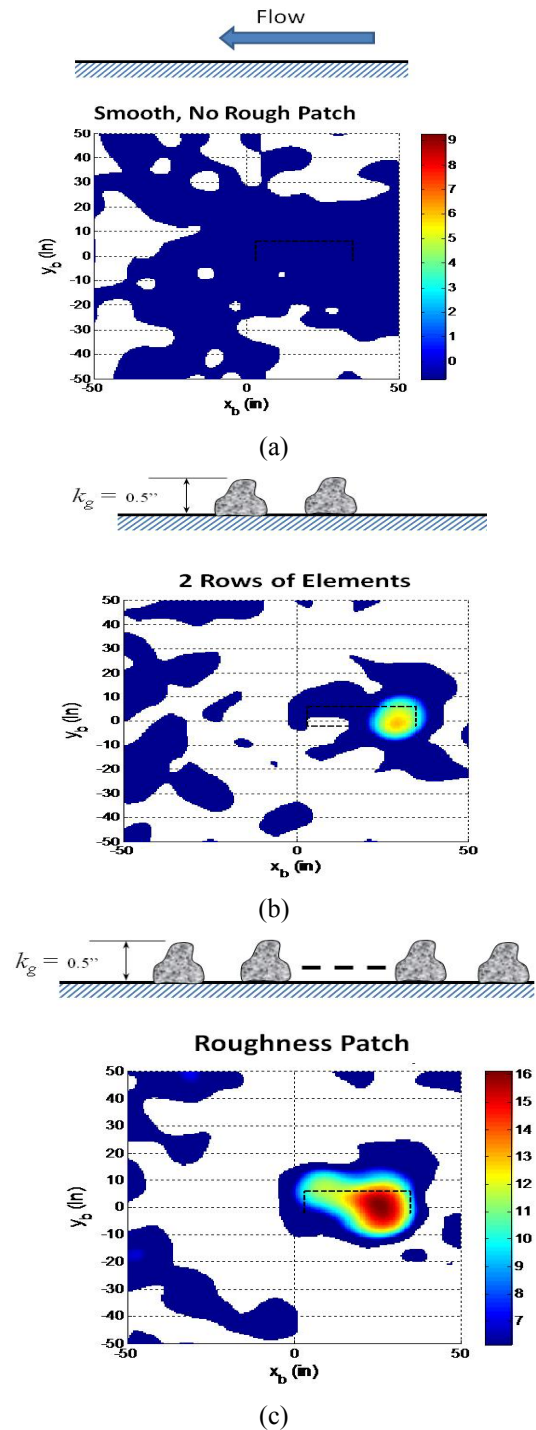 Flow
Smooth, No Rough Patch
50
40
30
20
10
0
-10
-20
-30
-40
-50
y_b (in)
-50 0 50
x_b (in)
9
8
7
6
5
4
3
2
1
0
(a)
k_g = 0.5”
2 Rows of Elements
50
40
30
20
10
0
-10
-20
-30
-40
-50
y_b (in)
-50 0 50
x_b (in)
(b)
k_g = 0.5”
Roughness Patch
50
40
30
20
10
0
-10
-20
-30
-40
-50
y_b (in)
-50 0 50
x_b (in)
16
15
14
13
12
11
10
9
8
7
(c)